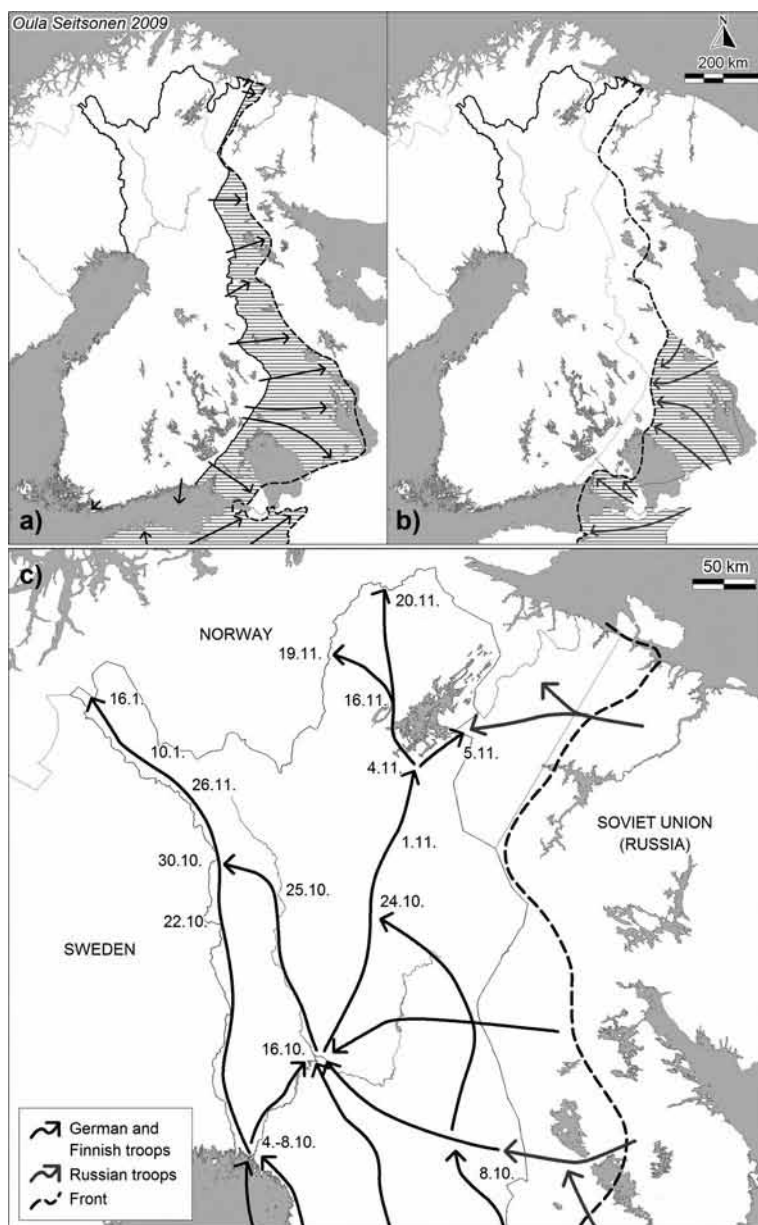 Oula Seitsonen 2009
N
200 km
a)
b)
c)
50 km
NORWAY
20.11.
19.11.
16.11.
16.1.
10.1.
26.11.
4.11.
5.11.
SOVIET UNION
(RUSSIA)
1.11.
30.10.
25.10.
24.10.
22.10.
SWEDEN
16.10.
4.-8.10.
8.10.
German and
Finnish troops
Russian troops
Front